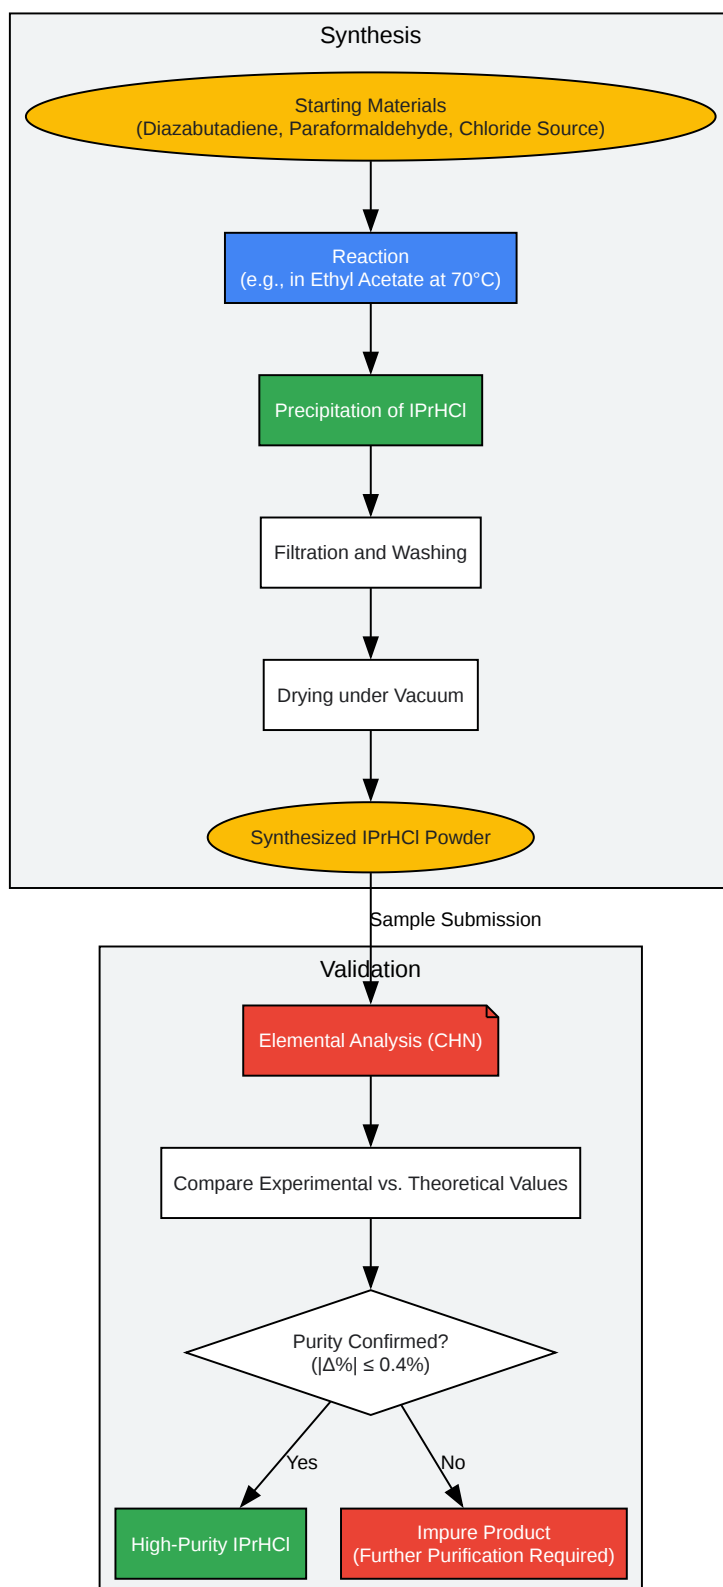 Synthesis
Starting Materials
(Diazabutadiene, Paraformaldehyde, Chloride Source)
Reaction
(e.g., in Ethyl Acetate at 70°C)
Precipitation of IPrHCl
Filtration and Washing
Drying under Vacuum
Synthesized IPrHCl Powder
Sample Submission
Validation
Elemental Analysis (CHN)
Compare Experimental vs. Theoretical Values
Purity Confirmed?
(|Δ%| ≤ 0.4%)
Yes
No
High-Purity IPrHCl
Impure Product
(Further Purification Required)